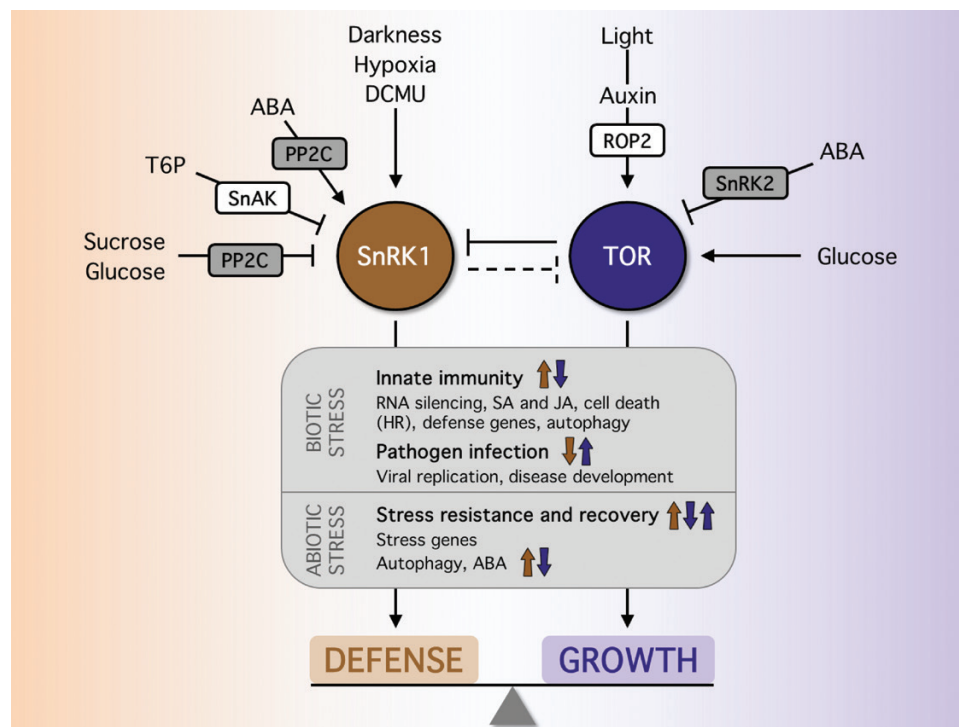 Darkness
Hypoxia
DCMU
Light
Auxin
ROP2
ABA
PP2C
T6P
SnAK
Sucrose
Glucose
PP2C
ABA
SnRK2
Glucose
SnRK1
TOR
BIOTIC
STRESS
Innate immunity
RNA silencing, SA and JA, cell death
(HR), defense genes, autophagy
Pathogen infection
Viral replication, disease development
ABIOTIC
STRESS
Stress resistance and recovery
Stress genes
Autophagy, ABA
DEFENSE
GROWTH